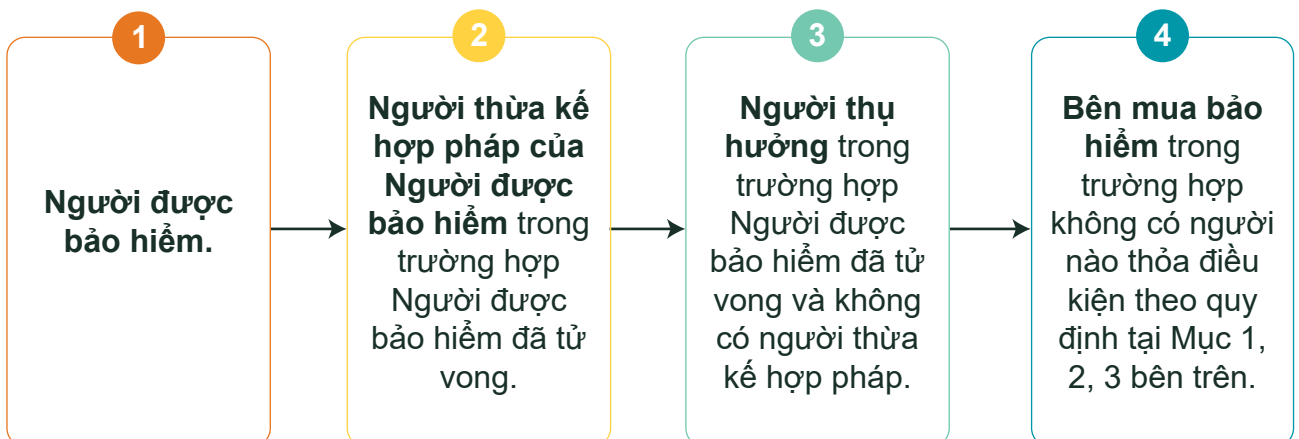 1
Người được
bảo hiểm.
2
Người thừa kế
hợp pháp của
Người được
bảo hiểm trong
trường hợp
Người được
bảo hiểm đã tử
vong.
3
Người thụ
hưởng trong
trường hợp
Người được
bảo hiểm đã tử
vong và không
có người thừa
kế hợp pháp.
4
Bên mua bảo
hiểm trong
trường hợp
không có người
nào thỏa điều
kiện theo quy
định tại Mục 1,
2, 3 bên trên.